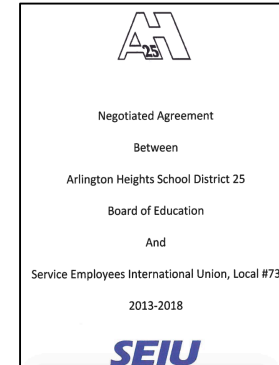 AH
25
Negotiated Agreement
Between
Arlington Heights School District 25
Board of Education
And
Service Employees International Union, Local #73
2013-2018
SEIU